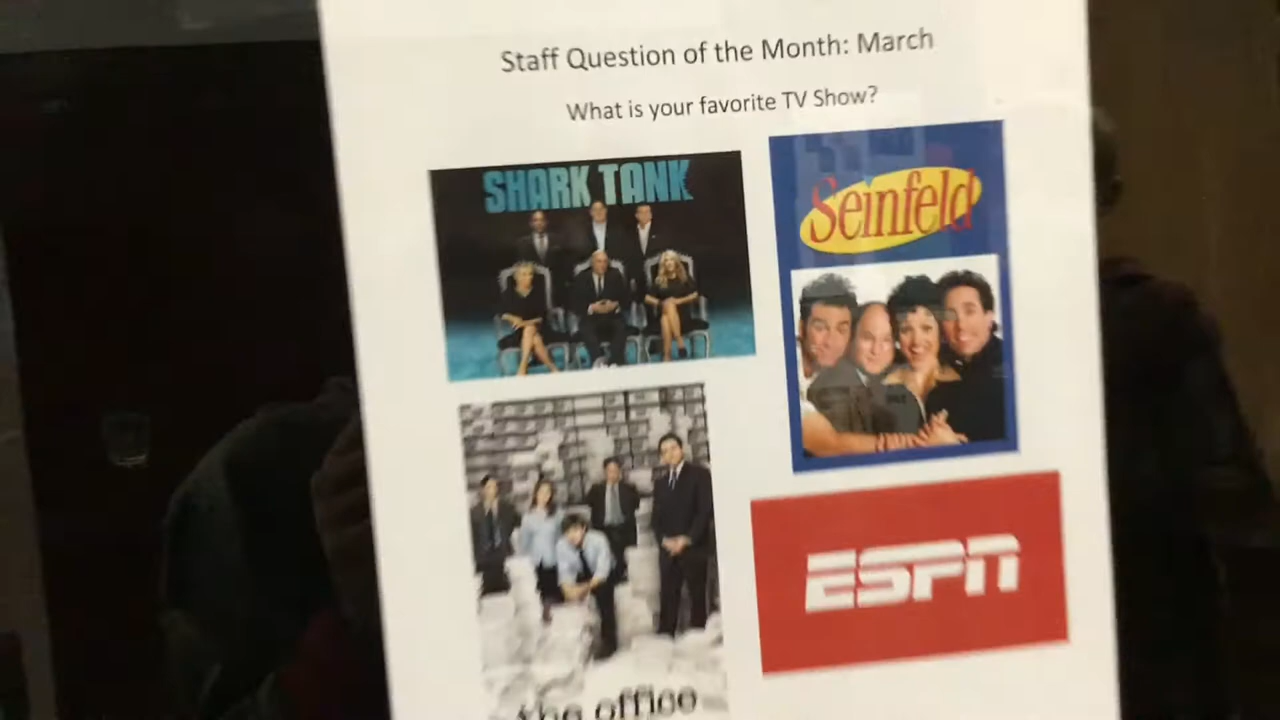 Staff Question of the Month: March
What is your favorite TV Show?
SHARK TANK
Seinfeld
ESPN
the office